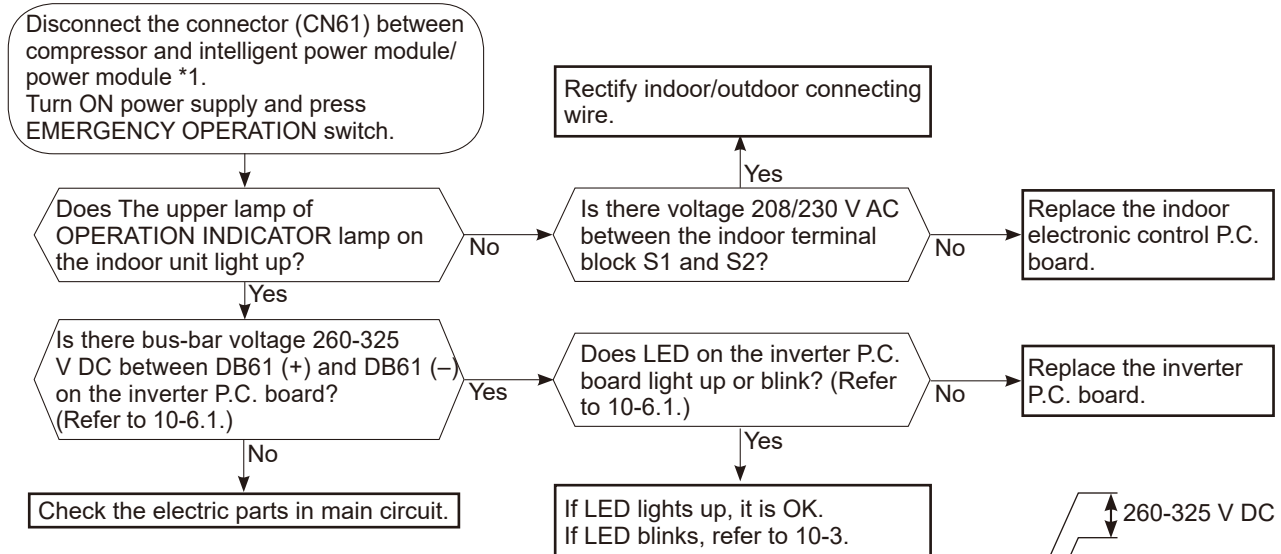 Disconnect the connector (CN61) between
compressor and intelligent power module/
power module *1.
Turn ON power supply and press
EMERGENCY OPERATION switch.
Rectify indoor/outdoor connecting
wire.
Yes
Does The upper lamp of
OPERATION INDICATOR lamp on
the indoor unit light up?
No
Is there voltage 208/230 V AC
between the indoor terminal
block S1 and S2?
No
Replace the indoor
electronic control P.C.
board.
Yes
Is there bus-bar voltage 260-325
V DC between DB61 (+) and DB61 (–)
on the inverter P.C. board?
(Refer to 10-6.1.)
Yes
Does LED on the inverter P.C.
board light up or blink? (Refer
to 10-6.1.)
No
Replace the inverter
P.C. board.
No
Yes
Check the electric parts in main circuit.
If LED lights up, it is OK.
If LED blinks, refer to 10-3.
260-325 V DC